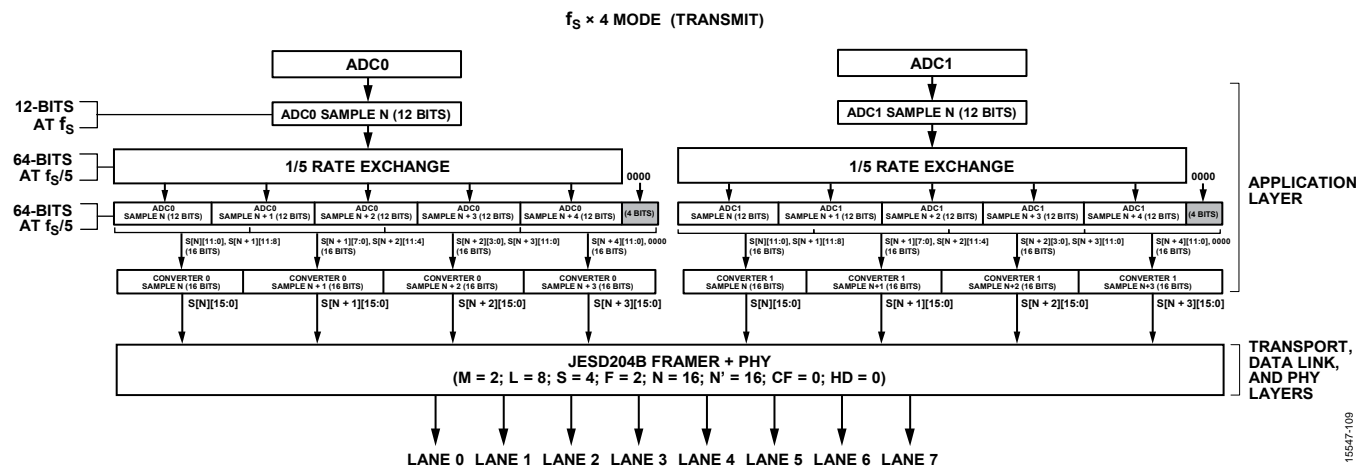 fS × 4 MODE (TRANSMIT)
ADC0
ADC1
12-BITS
AT fS
ADC0 SAMPLE N (12 BITS)
ADC1 SAMPLE N (12 BITS)
64-BITS
AT fS/5
1/5 RATE EXCHANGE
0000
1/5 RATE EXCHANGE
0000
APPLICATION
LAYER
64-BITS
AT fS/5
ADC0
SAMPLE N (12 BITS)
ADC0
SAMPLE N + 1 (12 BITS)
ADC0
SAMPLE N + 2 (12 BITS)
ADC0
SAMPLE N + 3 (12 BITS)
ADC0
SAMPLE N + 4 (12 BITS)
(4 BITS)
ADC1
SAMPLE N (12 BITS)
ADC1
SAMPLE N + 1 (12 BITS)
ADC1
SAMPLE N + 2 (12 BITS)
ADC1
SAMPLE N + 3 (12 BITS)
ADC1
SAMPLE N + 4 (12 BITS)
(4 BITS)
S[N][11:0], S[N + 1][11:8]
(16 BITS)
S[N + 1][7:0], S[N + 2][11:4]
(16 BITS)
S[N + 2][3:0], S[N + 3][11:0]
(16 BITS)
S[N + 4][11:0], 0000
(16 BITS)
S[N][11:0], S[N + 1][11:8]
(16 BITS)
S[N + 1][7:0], S[N + 2][11:4]
(16 BITS)
S[N + 2][3:0], S[N + 3][11:0]
(16 BITS)
S[N + 4][11:0], 0000
(16 BITS)
CONVERTER 0
SAMPLE N (16 BITS)
CONVERTER 0
SAMPLE N + 1 (16 BITS)
CONVERTER 0
SAMPLE N + 2 (16 BITS)
CONVERTER 0
SAMPLE N + 3 (16 BITS)
CONVERTER 1
SAMPLE N (16 BITS)
CONVERTER 1
SAMPLE N+1 (16 BITS)
CONVERTER 1
SAMPLE N+2 (16 BITS)
CONVERTER 1
SAMPLE N+3 (16 BITS)
S[N][15:0]
S[N + 1][15:0]
S[N + 2][15:0]
S[N + 3][15:0]
S[N][15:0]
S[N + 1][15:0]
S[N + 2][15:0]
S[N + 3][15:0]
JESD204B FRAMER + PHY
(M = 2; L = 8; S = 4; F = 2; N = 16; N' = 16; CF = 0; HD = 0)
TRANSPORT,
DATA LINK,
AND PHY
LAYERS
LANE 0
LANE 1
LANE 2
LANE 3
LANE 4
LANE 5
LANE 6
LANE 7
15547-109